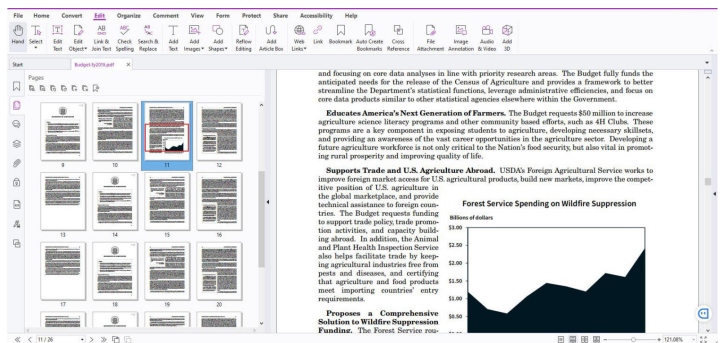 File Home Convert Edit Organize Comment View Form Protect Share Accessibility Help
Hand Select Edit Text Edit Object Link & Join Text Check Spelling Search & Replace Add Text Add Images Add Shapes Reflow Editing Add Article Box Web Links Link Bookmark Auto Create Bookmarks Cross Reference File Attachment Image Annotation Audio & Video Add 3D
Start Budget fy2019.pdf
Pages
9 10 11 12
13 14 15 16
17 18 19 20
and focusing on core data analyses in line with priority research areas. The Budget fully funds the
anticipated needs for the release of the Census of Agriculture and provides a framework to better
streamline the Department's statistical functions, leverage administrative efficiencies, and focus on
core data products similar to other statistical agencies elsewhere within the Government.
Educates America's Next Generation of Farmers. The Budget requests $50 million to increase
agriculture science literacy programs and other community based efforts, such as 4H Clubs. These
programs are a key component in exposing students to agriculture, developing necessary skillsets,
and providing an awareness of the vast career opportunities in the agriculture sector. Developing a
future agriculture workforce is not only critical to the Nation's food security, but also vital in promot-
ing rural prosperity and improving quality of life.
Supports Trade and U.S. Agriculture Abroad. USDA's Foreign Agricultural Service works to
improve foreign market access for U.S. agricultural products, build new markets, improve the compet-
itive position of U.S. agriculture in
the global marketplace, and provide
technical assistance to foreign coun-
tries. The Budget requests funding
to support trade policy, trade promo-
tion activities, and capacity build-
ing abroad. In addition, the Animal
and Plant Health Inspection Service
also helps facilitate trade by keep-
ing agricultural industries free from
pests and diseases, and certifying
that agriculture and food products
meet importing countries' entry
requirements.
Proposes a Comprehensive
Solution to Wildfire Suppression
Funding. The Forest Service rou-
Forest Service Spending on Wildfire Suppression
Billions of dollars
$3.00
$2.50
$2.00
$1.50
$1.00
$0.50
11 / 26
121.08%